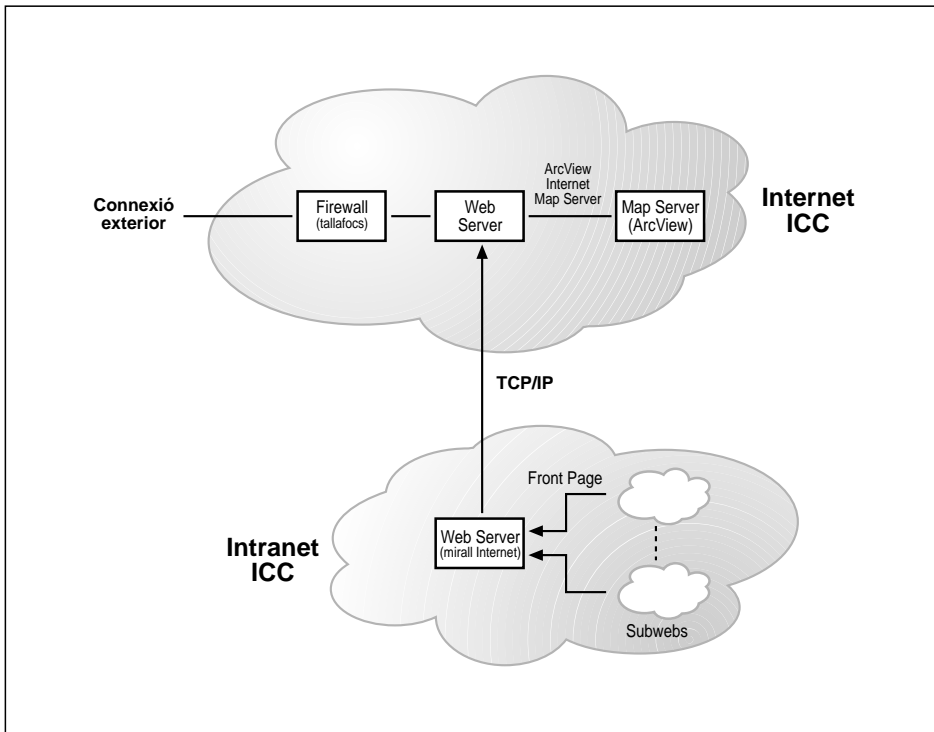 ArcView
Internet
Map Server
Connexió
exterior
Firewall
(tallafocs)
Web
Server
Map Server
(ArcView)
Internet
ICC
TCP/IP
Front Page
Web Server
(mirall Internet)
Intranet
ICC
Subwebs